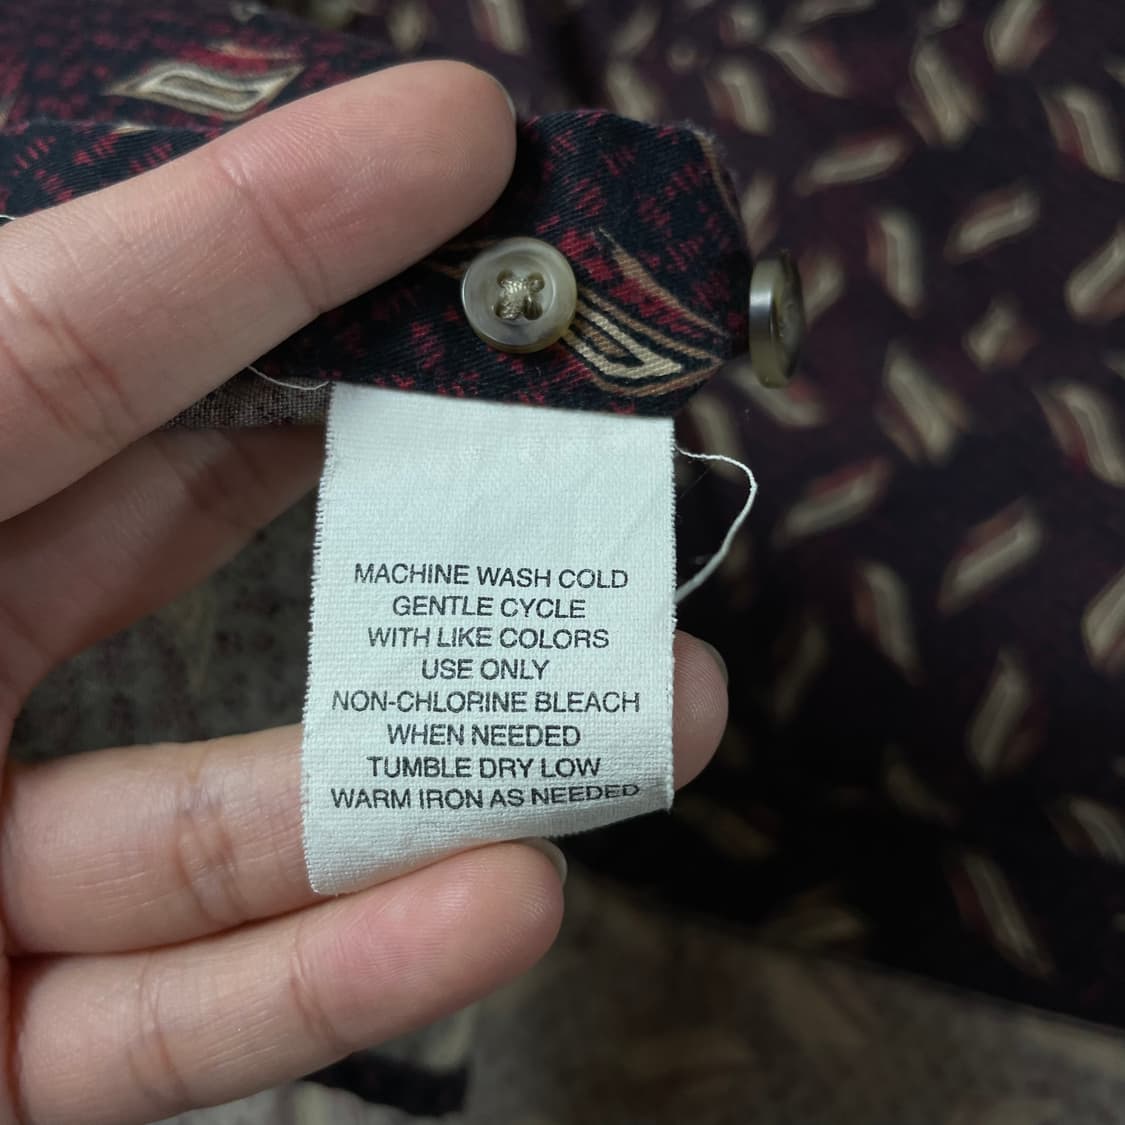 MACHINE WASH COLD
GENTLE CYCLE
WITH LIKE COLORS
USE ONLY
NON-CHLORINE BLEACH
WHEN NEEDED
TUMBLE DRY LOW
WARM IRON AS NEEDED